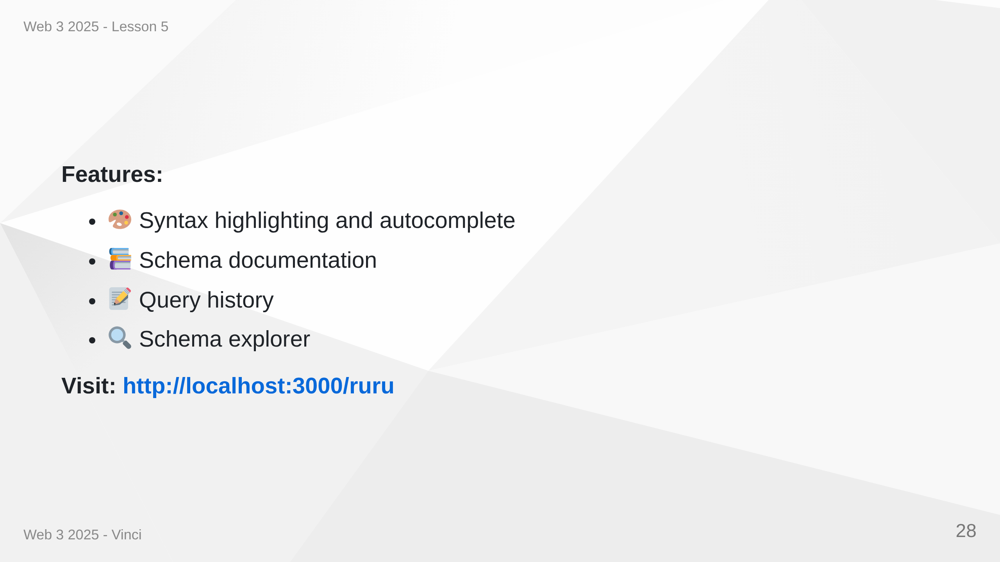 Web 3 2025 - Lesson 5
Features:
• 🎨 Syntax highlighting and autocomplete
• 📚 Schema documentation
• 📝 Query history
• 🔍 Schema explorer
Visit: http://localhost:3000/ruru
Web 3 2025 - Vinci
28